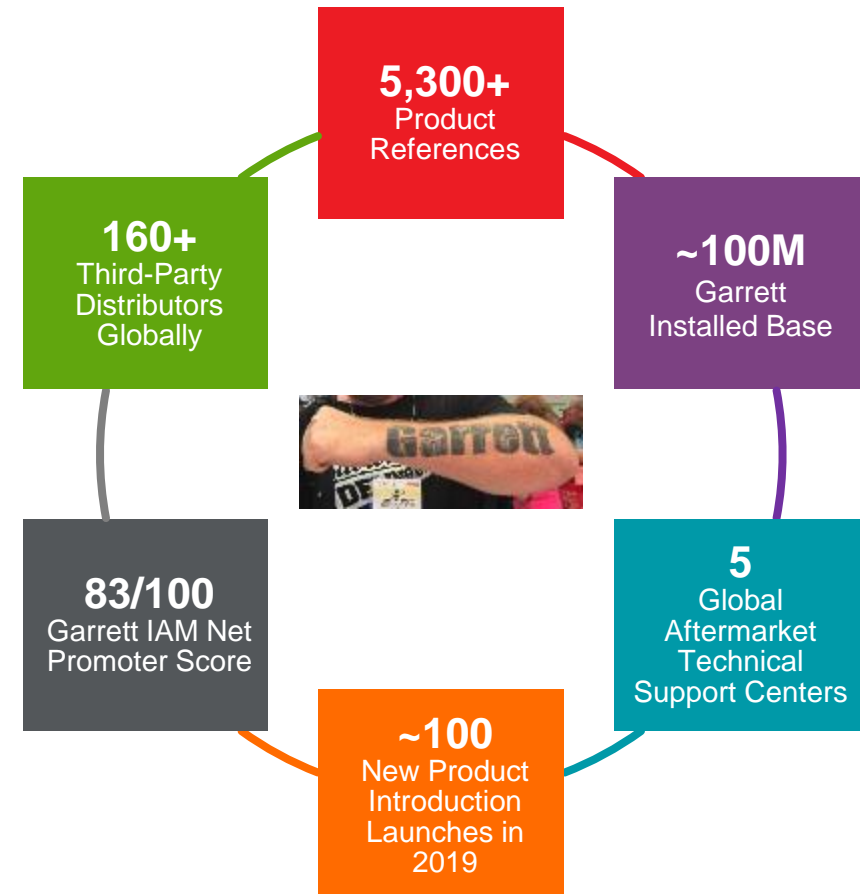 5,300+
Product
References
~100M
Garrett
Installed Base
5
Global
Aftermarket
Technical
Support Centers
~100
New Product
Introduction
Launches in
2019
83/100
Garrett IAM Net
Promoter Score
160+
Third-Party
Distributors
Globally
Garrett